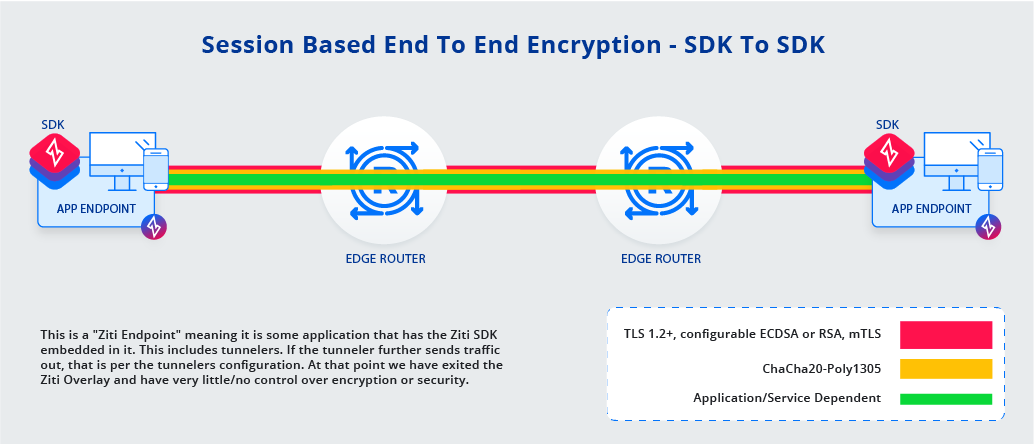 Session Based End To End Encryption - SDK To SDK
SDK
SDK
R
R
APP ENDPOINT
APP ENDPOINT
EDGE ROUTER
EDGE ROUTER
This is a "Ziti Endpoint" meaning it is some application that has the Ziti SDK
embedded in it. This includes tunnelers. If the tunneler further sends traffic
out, that is per the tunnelers configuration. At that point we have exited the
Ziti Overlay and have very little/no control over encryption or security.
TLS 1.2+, configurable ECDSA or RSA, mTLS
ChaCha20-Poly1305
Application/Service Dependent